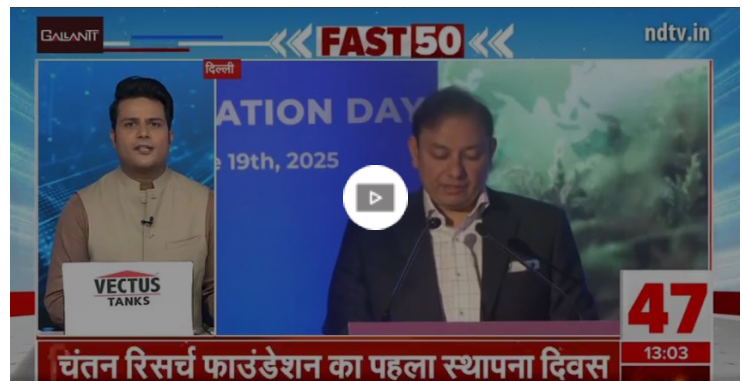 GALLANTT
FAST 50
ndtv.in
दिल्ली
ATION DAY
19th, 2025
VECTUS
TANKS
47
13:03
चिंतन रिसर्च फाउंडेशन का पहला स्थापना दिवस